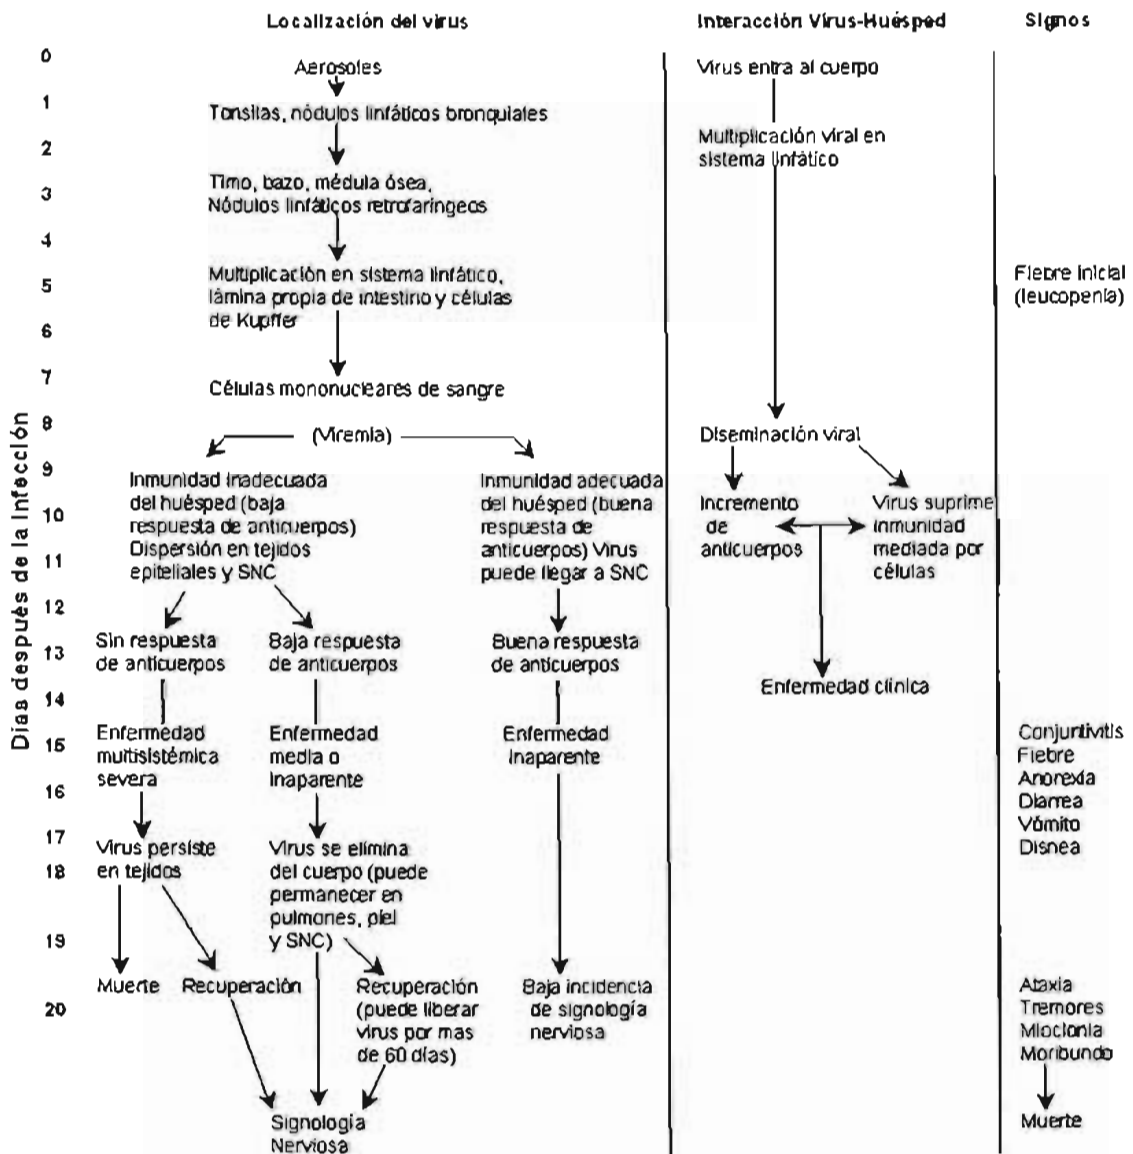 Localización del virus
Interacción Virus-Huésped
Signos
Días después de la infección
0
1
2
3
4
5
6
7
8
9
10
11
12
13
14
15
16
17
18
19
20
Aerosoles
Tonsilas, nódulos linfáticos bronquiales
Timo, bazo, médula ósea,
Nódulos linfáticos retrofaríngeos
Multiplicación en sistema linfático,
lámina propia de intestino y células
de Kupffer
Células mononucleares de sangre
(Viremia)
Inmunidad inadecuada
del huésped (baja
respuesta de anticuerpos)
Dispersión en tejidos
epiteliales y SNC
Inmunidad adecuada
del huésped (buena
respuesta de
anticuerpos) Virus
puede llegar a SNC
Sin respuesta
de anticuerpos
Baja respuesta
de anticuerpos
Buena respuesta
de anticuerpos
Enfermedad
multisistémica
severa
Enfermedad
media o
Inaparente
Enfermedad
Inaparente
Virus persiste
en tejidos
Virus se elimina
del cuerpo (puede
permanecer en
pulmones, piel
y SNC)
Muerte
Recuperación
Recuperación
(puede liberar
virus por mas
de 60 días)
Baja incidencia
de signología
nerviosa
Signología
Nerviosa
Virus entra al cuerpo
Multiplicación viral en
sistema linfático
Diseminación viral
Incremento
de
anticuerpos
Virus suprime
inmunidad
mediada por
células
Enfermedad clínica
Fiebre inicial
(leucopenia)
Conjuntivitis
Fiebre
Anorexia
Diarrea
Vómito
Disnea
Ataxia
Tremores
Mioclonia
Moribundo
Muerte